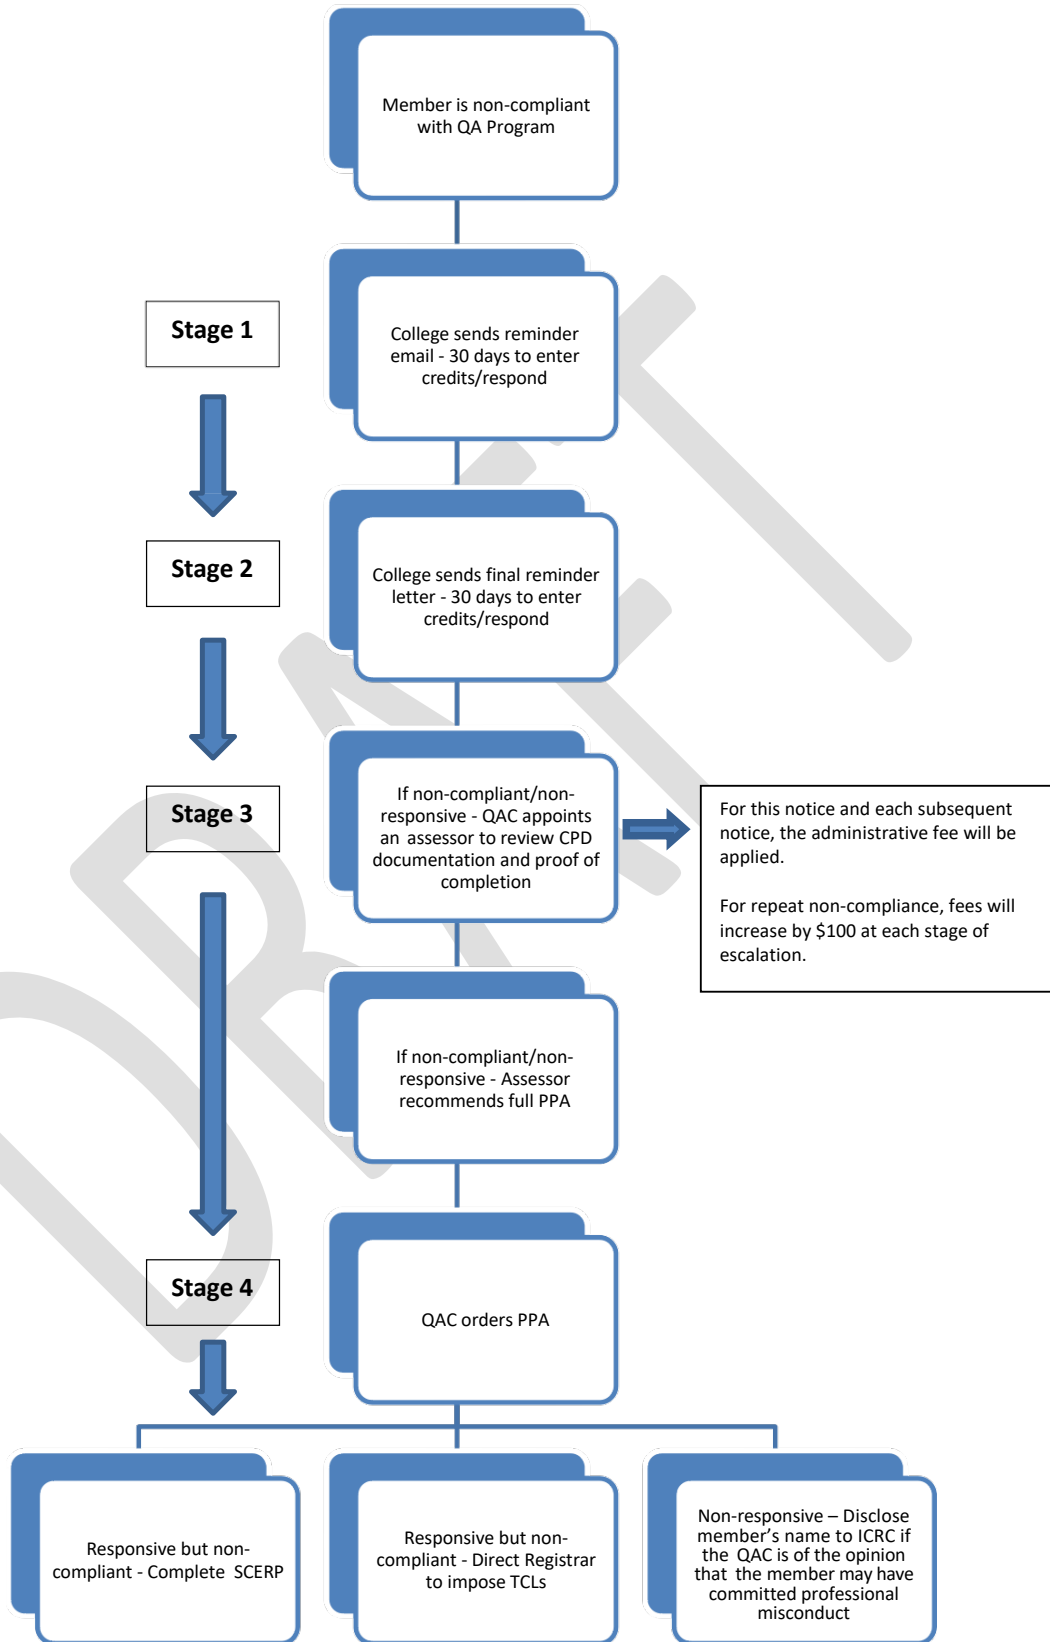 Member is non-compliant
with QA Program
Stage 1
College sends reminder
email - 30 days to enter
credits/respond
Stage 2
College sends final reminder
letter - 30 days to enter
credits/respond
Stage 3
If non-compliant/non-
responsive - QAC appoints
an assessor to review CPD
documentation and proof of
completion
For this notice and each subsequent
notice, the administrative fee will be
applied.
For repeat non-compliance, fees will
increase by $100 at each stage of
escalation.
If non-compliant/non-
responsive - Assessor
recommends full PPA
Stage 4
QAC orders PPA
Responsive but non-
compliant - Complete SCERP
Responsive but non-
compliant - Direct Registrar
to impose TCLs
Non-responsive – Disclose
member's name to ICRC if
the QAC is of the opinion
that the member may have
committed professional
misconduct
DRAFT